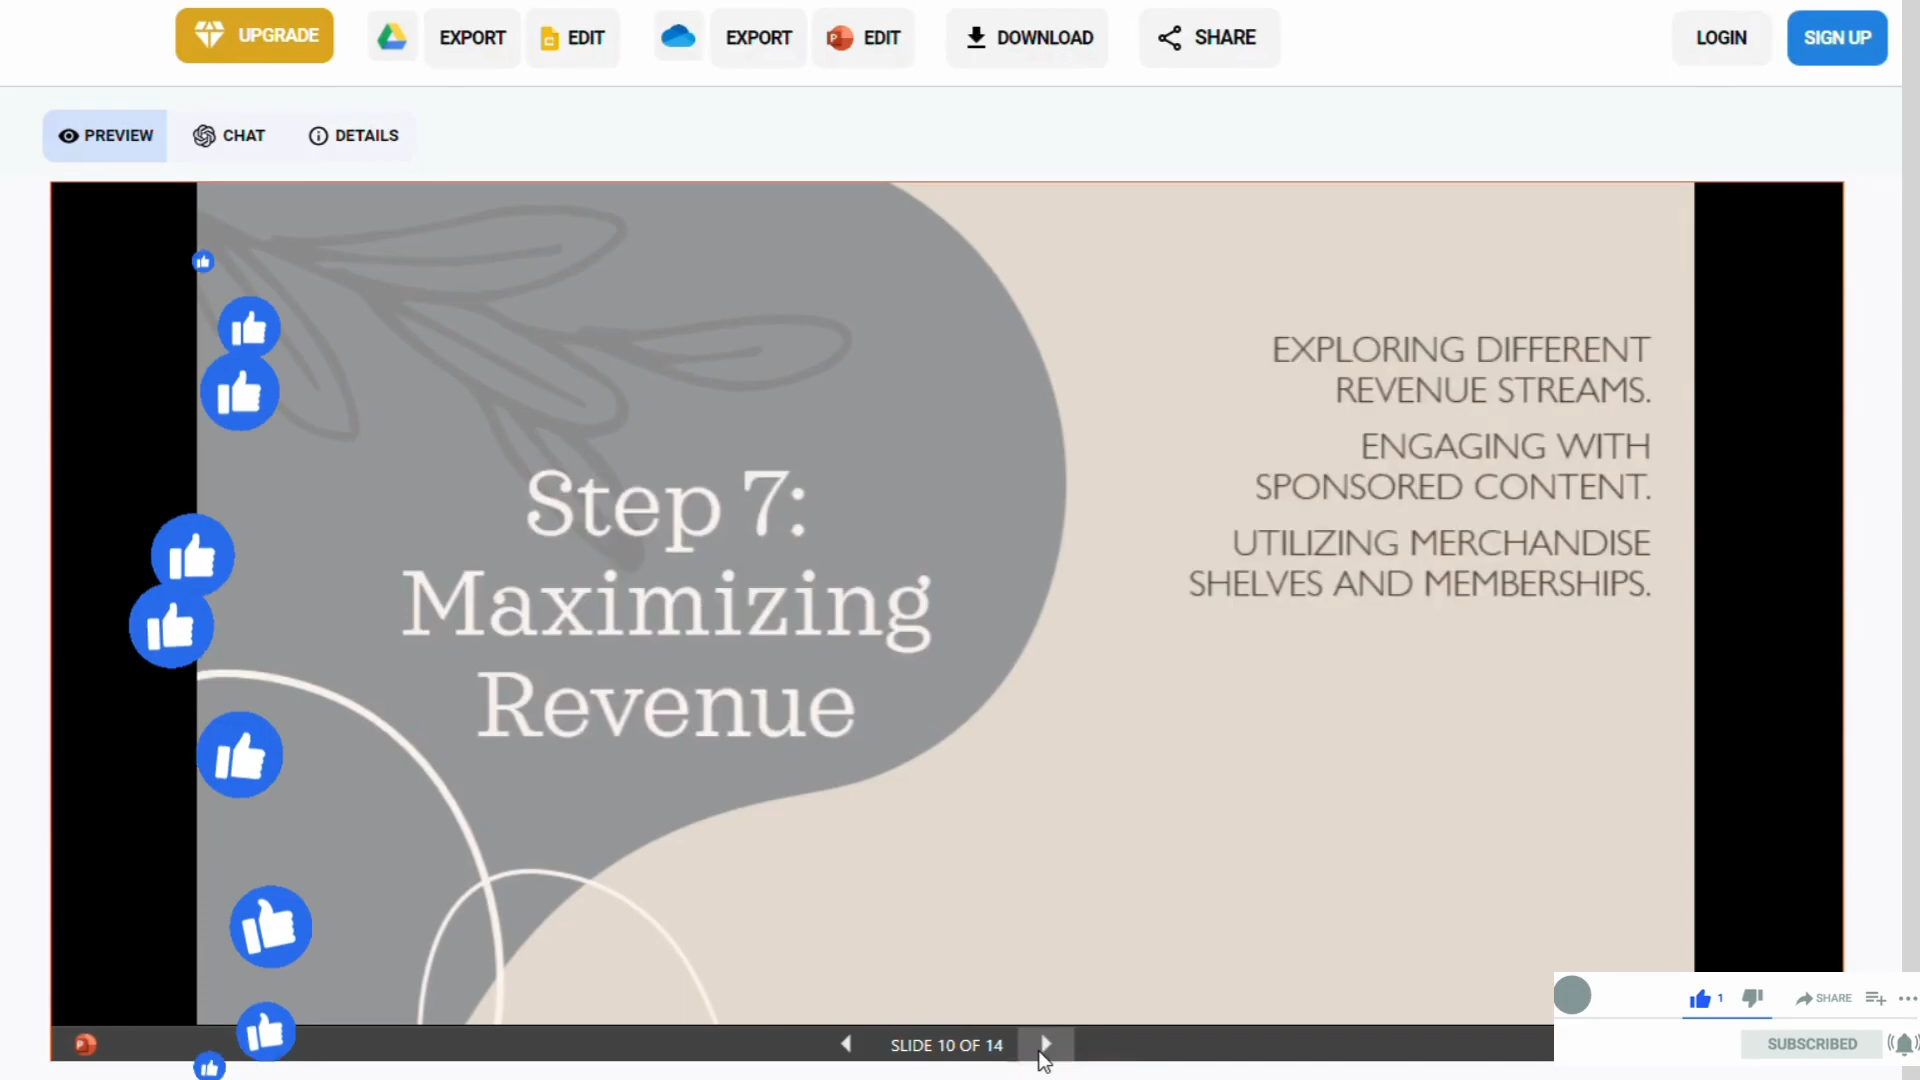 UPGRADE
EXPORT
EDIT
EXPORT
EDIT
DOWNLOAD
SHARE
LOGIN
SIGN UP
PREVIEW
CHAT
DETAILS
Step 7:
Maximizing
Revenue
EXPLORING DIFFERENT
REVENUE STREAMS.
ENGAGING WITH
SPONSORED CONTENT.
UTILIZING MERCHANDISE
SHELVES AND MEMBERSHIPS.
SLIDE 10 OF 14
1
SHARE
SUBSCRIBED